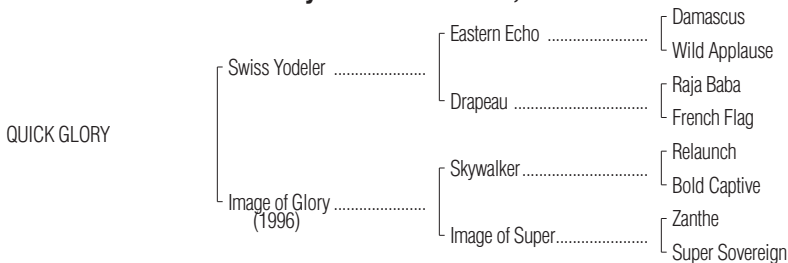 Damascus
Eastern Echo ........................
Wild Applause
Swiss Yodeler ......................
Raja Baba
Drapeau ................................
French Flag
QUICK GLORY
Relaunch
Skywalker..............................
Bold Captive
Image of Glory ......................
(1996)
Zanthe
Image of Super......................
Super Sovereign